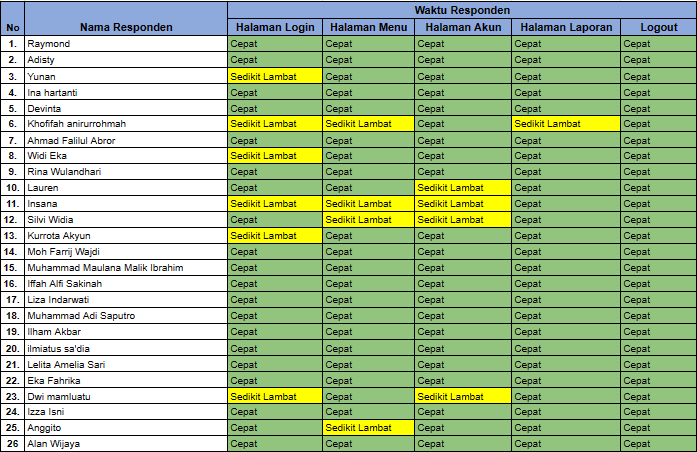 Waktu Responden
No Nama Responden Halaman Login Halaman Menu Halaman Akun Halaman Laporan Logout
1. Raymond Cepat Cepat Cepat Cepat Cepat
2. Adisty Cepat Cepat Cepat Cepat Cepat
3. Yunan Sedikit Lambat Cepat Cepat Cepat Cepat
4. Ina hartanti Cepat Cepat Cepat Cepat Cepat
5. Devinta Cepat Cepat Cepat Cepat Cepat
6. Khofifah anirurrohmah Sedikit Lambat Sedikit Lambat Cepat Sedikit Lambat Cepat
7. Ahmad Falilul Abror Cepat Cepat Cepat Cepat Cepat
8. Widi Eka Sedikit Lambat Cepat Cepat Cepat Cepat
9. Rina Wulandhari Cepat Cepat Cepat Cepat Cepat
10. Lauren Cepat Cepat Sedikit Lambat Cepat Cepat
11. Insana Sedikit Lambat Sedikit Lambat Sedikit Lambat Cepat Cepat
12. Silvi Widia Cepat Sedikit Lambat Sedikit Lambat Cepat Cepat
13. Kurrota Akyun Sedikit Lambat Cepat Cepat Cepat Cepat
14. Moh Farrij Wajdi Cepat Cepat Cepat Cepat Cepat
15. Muhammad Maulana Malik Ibrahim Cepat Cepat Cepat Cepat Cepat
16. Iffah Alfi Sakinah Cepat Cepat Cepat Cepat Cepat
17. Liza Indarwati Cepat Cepat Cepat Cepat Cepat
18. Muhammad Adi Saputro Cepat Cepat Cepat Cepat Cepat
19. Ilham Akbar Cepat Cepat Cepat Cepat Cepat
20. ilmiatus sa'dia Cepat Cepat Cepat Cepat Cepat
21. Lelita Amelia Sari Cepat Cepat Cepat Cepat Cepat
22. Eka Fahrika Cepat Cepat Cepat Cepat Cepat
23. Dwi mamluatu Sedikit Lambat Cepat Sedikit Lambat Cepat Cepat
24. Izza Isni Cepat Cepat Cepat Cepat Cepat
25. Anggito Cepat Sedikit Lambat Cepat Cepat Cepat
26 Alan Wijaya Cepat Cepat Cepat Cepat Cepat